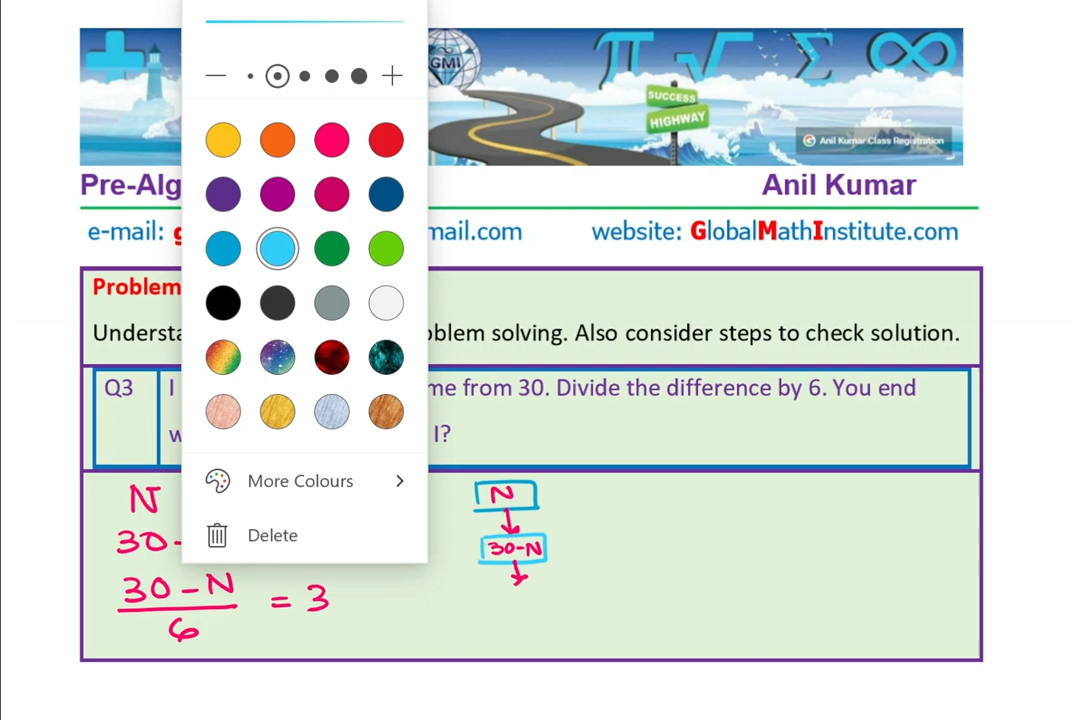 GMI
π √ Σ ∞
SUCCESS
HIGHWAY
Anil Kumar Class Registration
Pre-Alg Anil Kumar
e-mail: g mail.com website: GlobalMathInstitute.com
Problem
Understa oblem solving. Also consider steps to check solution.
Q3 I me from 30. Divide the difference by 6. You end
w I?
More Colours
Delete
N
30-
30-N
6
= 3
N
30-N